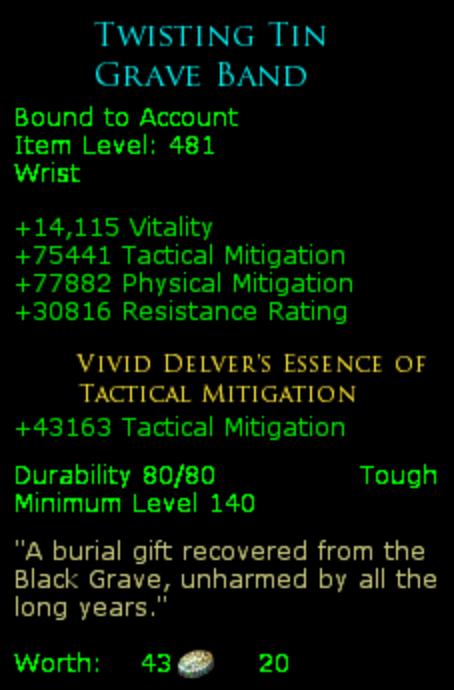 Twisting Tin
Grave Band
Bound to Account
Item Level: 481
Wrist
+14,115 Vitality
+75441 Tactical Mitigation
+77882 Physical Mitigation
+30816 Resistance Rating
Vivid Delver's Essence of
Tactical Mitigation
+43163 Tactical Mitigation
Durability 80/80 Tough
Minimum Level 140
"A burial gift recovered from the
Black Grave, unharmed by all the
long years."
Worth: 43 20